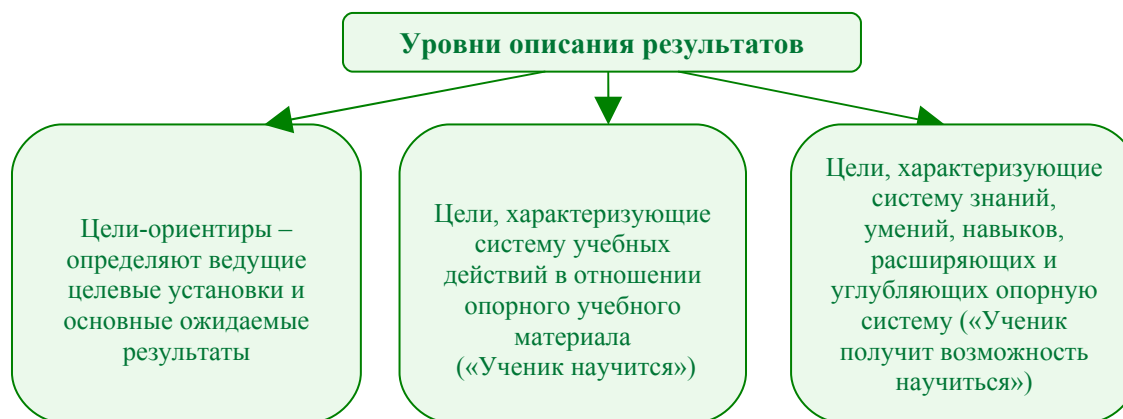 Уровни описания результатов
Цели-ориентиры –
определяют ведущие
целевые установки и
основные ожидаемые
результаты
Цели, характеризующие
систему учебных
действий в отношении
опорного учебного
материала
(«Ученик научится»)
Цели, характеризующие
систему знаний,
умений, навыков,
расширяющих и
углубляющих опорную
систему («Ученик
получит возможность
научиться»)